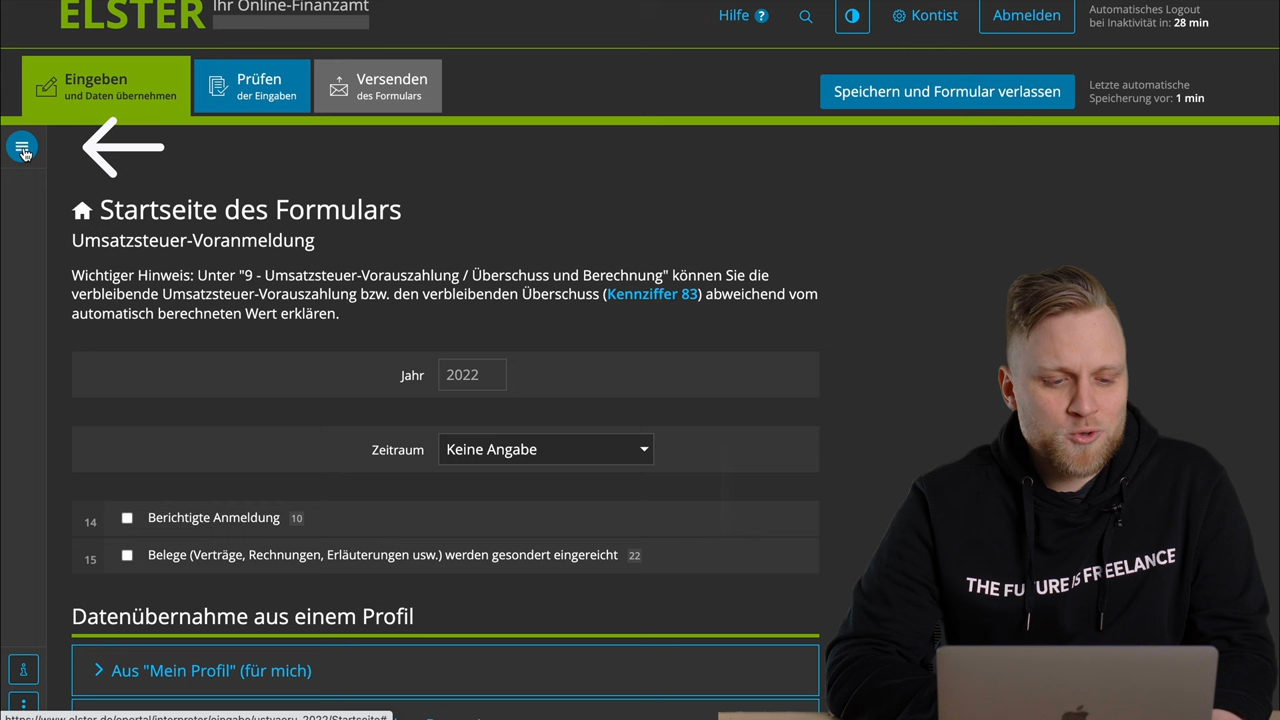 ELSTER
Ihr Online-Finanzamt
Hilfe ?
Kontist
Abmelden
Automatisches Logout
bei Inaktivität in: 28 min
Eingeben
und Daten übernehmen
Prüfen
der Eingaben
Versenden
des Formulars
Speichern und Formular verlassen
Letzte automatische
Speicherung vor: 1 min
Startseite des Formulars
Umsatzsteuer-Voranmeldung
Wichtiger Hinweis: Unter "9 - Umsatzsteuer-Vorauszahlung / Überschuss und Berechnung" können Sie die
verbleibende Umsatzsteuer-Vorauszahlung bzw. den verbleibenden Überschuss (Kennziffer 83) abweichend vom
automatisch berechneten Wert erklären.
Jahr 2022
Zeitraum Keine Angabe
14 Berichtigte Anmeldung 10
15 Belege (Verträge, Rechnungen, Erläuterungen usw.) werden gesondert eingereicht 22
Datenübernahme aus einem Profil
Aus "Mein Profil" (für mich)
THE FUTURE IS FREELANCE